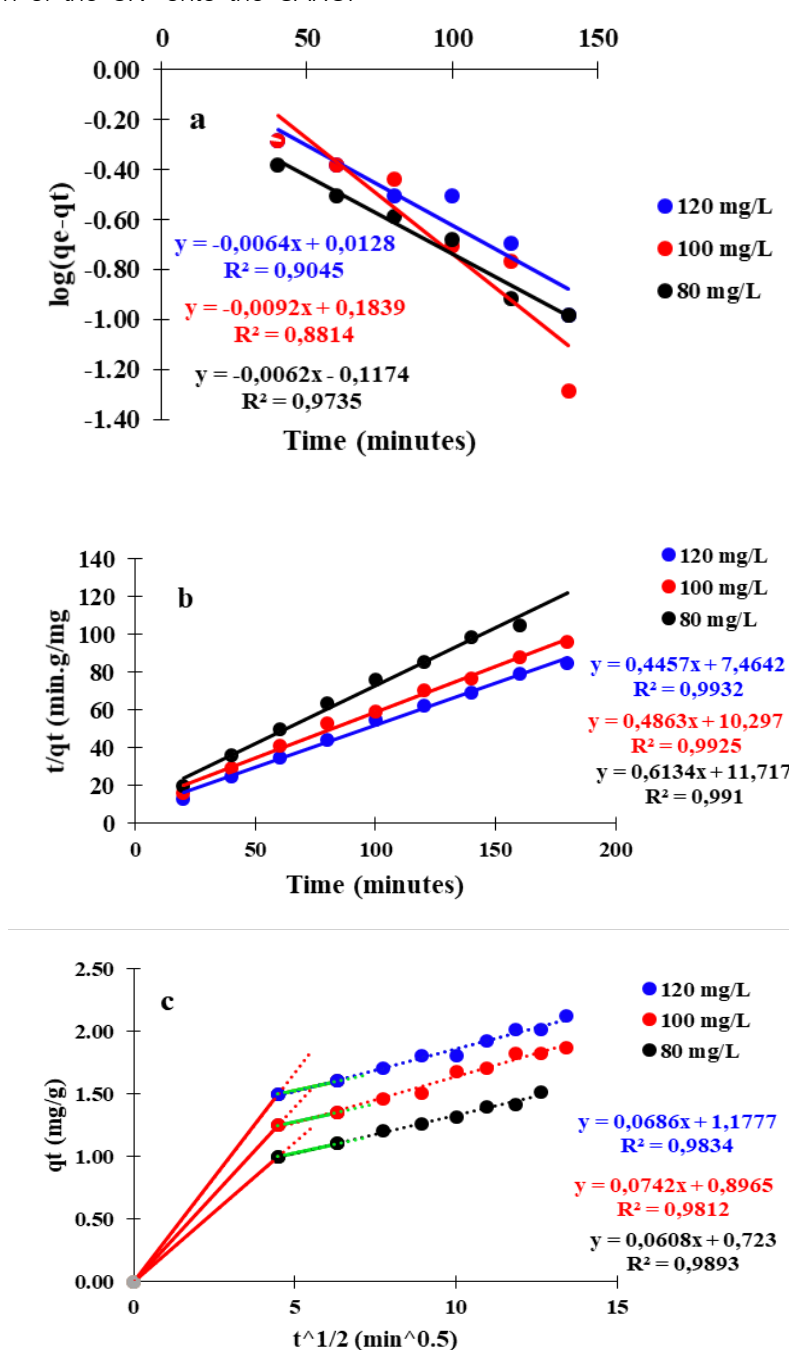 0 50 100 150
0.00
-0.20
-0.40
-0.60
-0.80
-1.00
-1.20
-1.40
log(qe-qt)
a
120 mg/L
100 mg/L
80 mg/L
y = -0,0064x + 0,0128
R² = 0,9045
y = -0,0092x + 0,1839
R² = 0,8814
y = -0,0062x - 0,1174
R² = 0,9735
Time (minutes)
140
120
100
80
60
40
20
0
t/qt (min.g/mg
b
120 mg/L
100 mg/L
80 mg/L
y = 0,4457x + 7,4642
R² = 0,9932
y = 0,4863x + 10,297
R² = 0,9925
y = 0,6134x + 11,717
R² = 0,991
0 50 100 150 200
Time (minutes)
2.50
2.00
1.50
1.00
0.50
0.00
qt (mg/g)
c
120 mg/L
100 mg/L
80 mg/L
y = 0,0686x + 1,1777
R² = 0,9834
y = 0,0742x + 0,8965
R² = 0,9812
y = 0,0608x + 0,723
R² = 0,9893
0 5 10 15
t^1/2 (min^0.5)